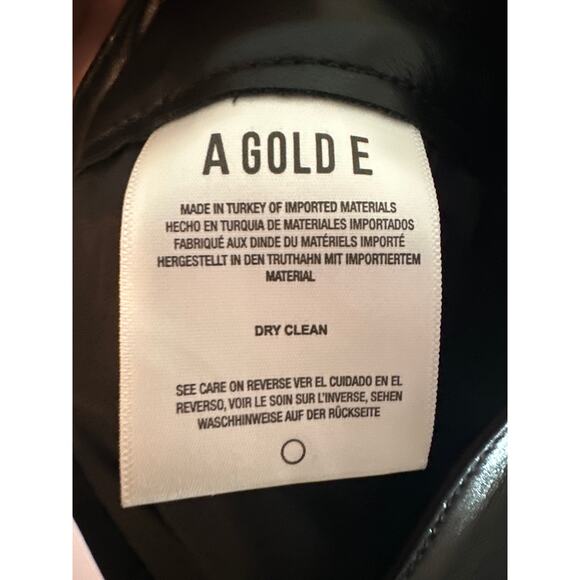 A GOLD E
MADE IN TURKEY OF IMPORTED MATERIALS
HECHO EN TURQUIA DE MATERIALES IMPORTADOS
FABRIQUÉ AUX DINDE DU MATÉRIELS IMPORTÉ
HERGESTELLT IN DEN TRUTHAHN MIT IMPORTIERTEM
MATERIAL
DRY CLEAN
SEE CARE ON REVERSE VER EL CUIDADO EN EL
REVERSO, VOIR LE SOIN SUR L'INVERSE, SEHEN
WASCHHINWEISE AUF DER RÜCKSEITE